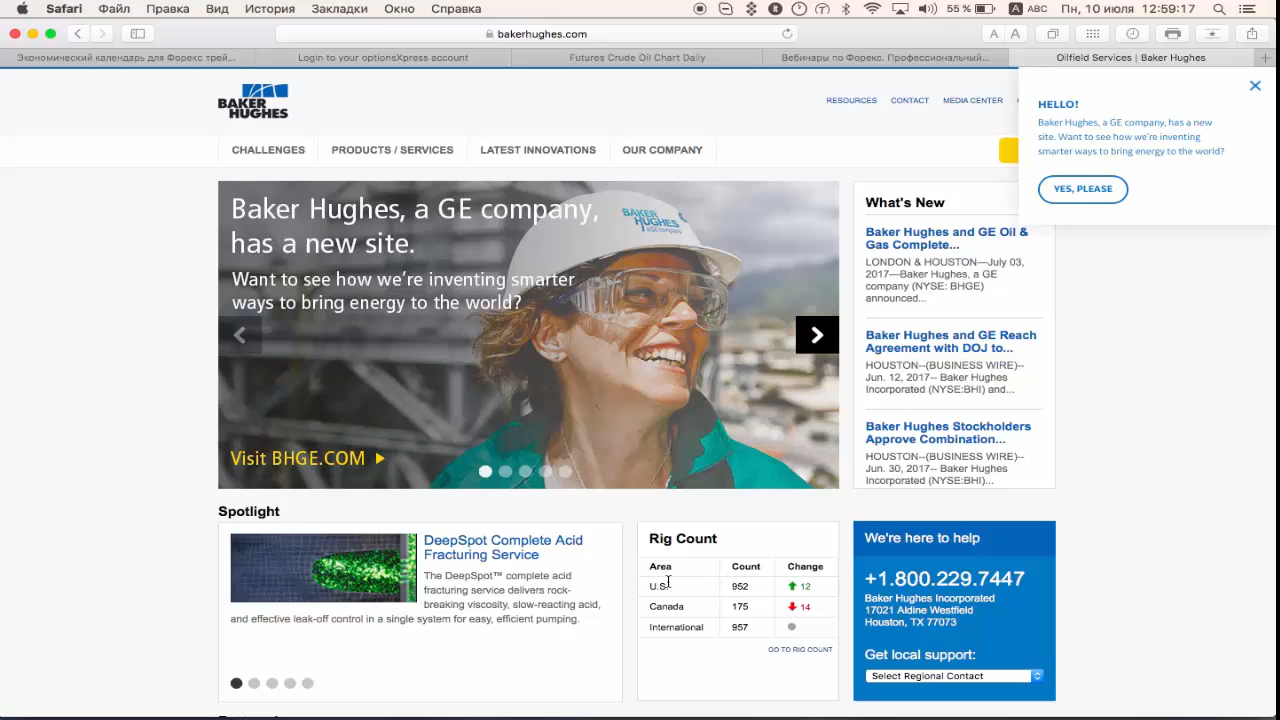 Safari Файл Правка Вид История Закладки Окно Справка 55 % A ABC Пн, 10 июля 12:59:17
bakerhughes.com A A
Экономический календарь для Форекс трей... Login to your optionsXpress account Futures Crude Oil Chart Daily Вебинары по Форекс. Профессиональный... Oilfield Services | Baker Hughes
BAKER
HUGHES
RESOURCES CONTACT MEDIA CENTER
HELLO!
Baker Hughes, a GE company, has a new
site. Want to see how we're inventing
smarter ways to bring energy to the world?
YES, PLEASE
CHALLENGES PRODUCTS / SERVICES LATEST INNOVATIONS OUR COMPANY
Baker Hughes, a GE company,
has a new site.
Want to see how we're inventing smarter
ways to bring energy to the world?
BAKER
HUGHES
a GE company
Visit BHGE.COM
What's New
Baker Hughes and GE Oil &
Gas Complete...
LONDON & HOUSTON—July 03,
2017—Baker Hughes, a GE
company (NYSE: BHGE)
announced...
Baker Hughes and GE Reach
Agreement with DOJ to...
HOUSTON--(BUSINESS WIRE)--
Jun. 12, 2017-- Baker Hughes
Incorporated (NYSE:BHI) and...
Baker Hughes Stockholders
Approve Combination...
HOUSTON--(BUSINESS WIRE)--
Jun. 30, 2017-- Baker Hughes
Incorporated (NYSE:BHI)...
Spotlight
DeepSpot Complete Acid
Fracturing Service
The DeepSpot™ complete acid
fracturing service delivers rock-
breaking viscosity, slow-reacting acid,
and effective leak-off control in a single system for easy, efficient pumping.
Rig Count
Area Count Change
U.S. 952 12
Canada 175 14
International 957
GO TO RIG COUNT
We're here to help
+1.800.229.7447
Baker Hughes Incorporated
17021 Aldine Westfield
Houston, TX 77073
Get local support:
Select Regional Contact